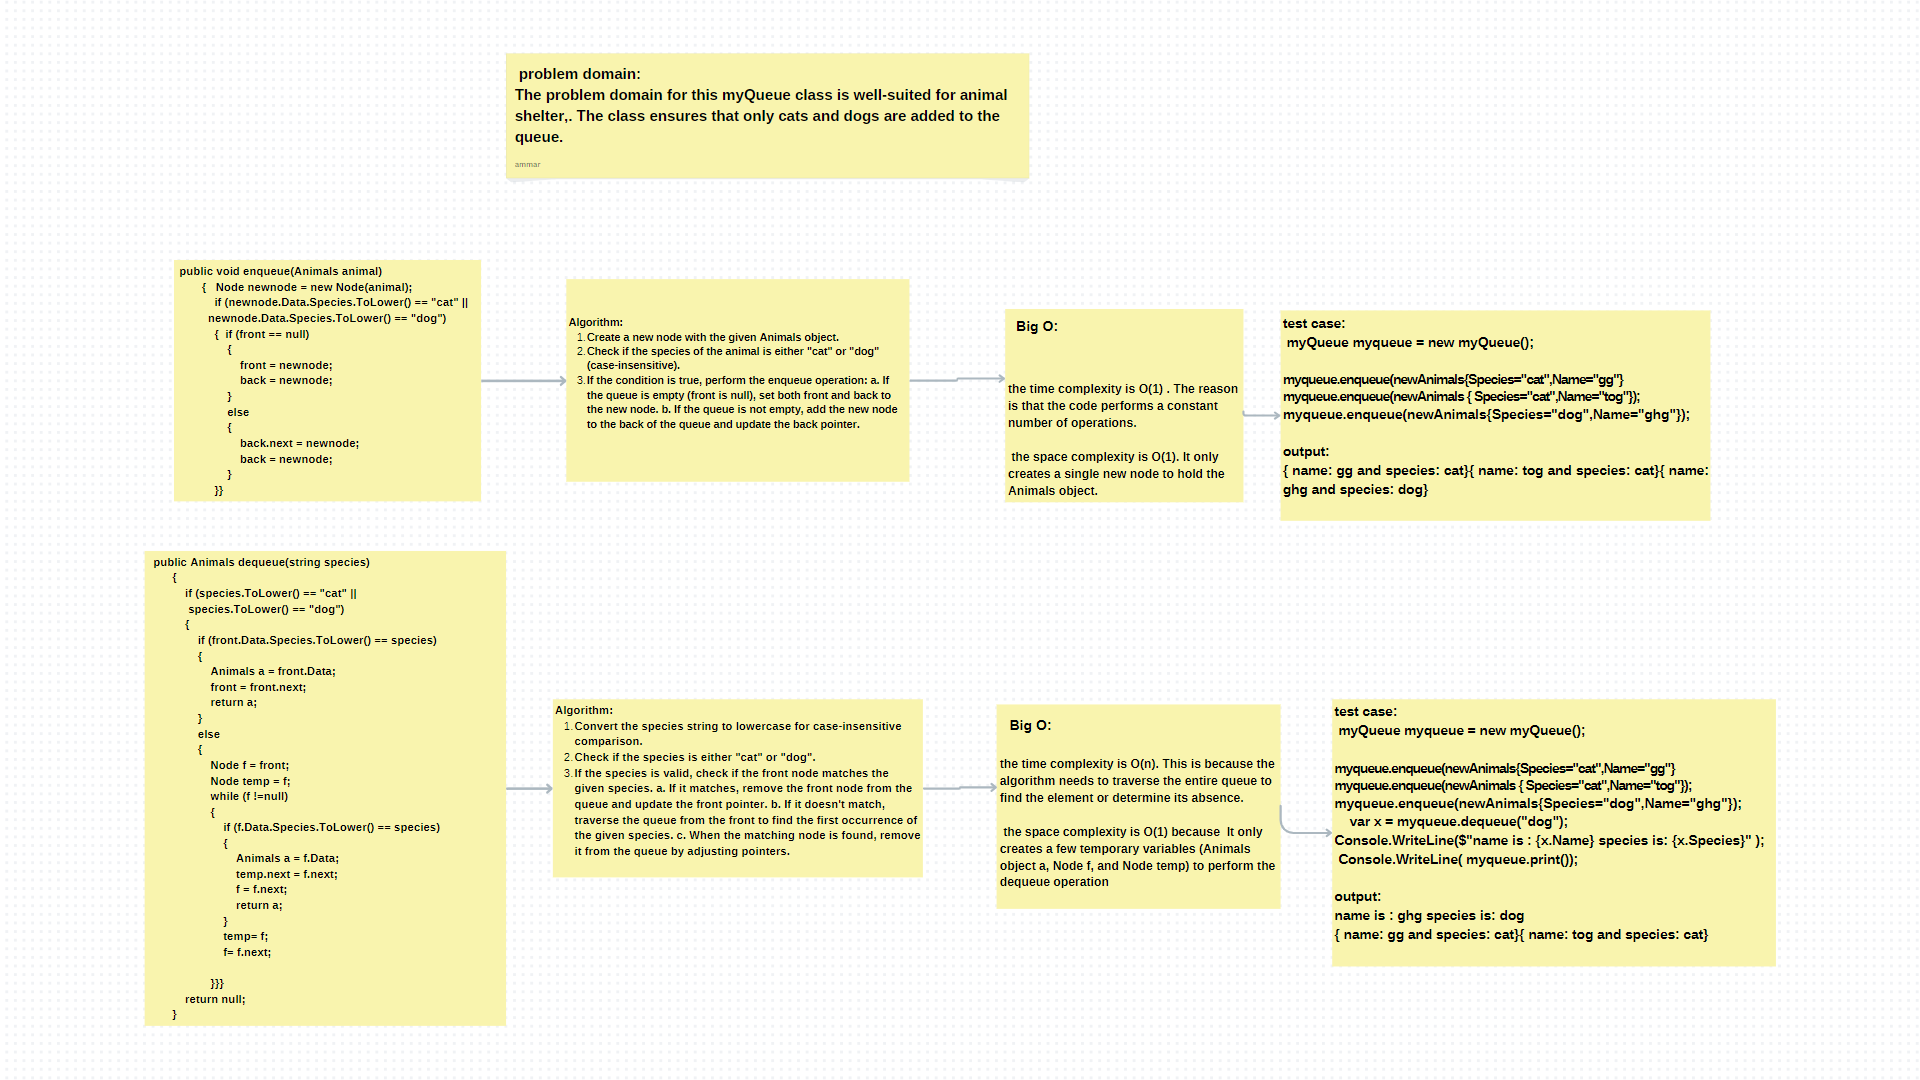 problem domain:
The problem domain for this myQueue class is well-suited for animal
shelter,. The class ensures that only cats and dogs are added to the
queue.
ammar
public void enqueue(Animals animal)
{   Node newnode = new Node(animal);
if (newnode.Data.Species.ToLower() == "cat" ||
newnode.Data.Species.ToLower() == "dog")
{  if (front == null)
{
front = newnode;
back = newnode;
}
else
{
back.next = newnode;
back = newnode;
}
}}
Algorithm:
1. Create a new node with the given Animals object.
2. Check if the species of the animal is either "cat" or "dog"
(case-insensitive).
3. If the condition is true, perform the enqueue operation: a. If
the queue is empty (front is null), set both front and back to
the new node. b. If the queue is not empty, add the new node
to the back of the queue and update the back pointer.
Big O:
the time complexity is O(1) . The reason
is that the code performs a constant
number of operations.
the space complexity is O(1). It only
creates a single new node to hold the
Animals object.
test case:
myQueue myqueue = new myQueue();
myqueue.enqueue(newAnimals{Species="cat",Name="gg"}
myqueue.enqueue(newAnimals { Species="cat",Name="tog"});
myqueue.enqueue(newAnimals{Species="dog",Name="ghg"});
output:
{ name: gg and species: cat}{ name: tog and species: cat}{ name:
ghg and species: dog}
public Animals dequeue(string species)
{
if (species.ToLower() == "cat" ||
species.ToLower() == "dog")
{
if (front.Data.Species.ToLower() == species)
{
Animals a = front.Data;
front = front.next;
return a;
}
else
{
Node f = front;
Node temp = f;
while (f !=null)
{
if (f.Data.Species.ToLower() == species)
{
Animals a = f.Data;
temp.next = f.next;
f = f.next;
return a;
}
temp= f;
f= f.next;
}}}
return null;
}
Algorithm:
1. Convert the species string to lowercase for case-insensitive
comparison.
2. Check if the species is either "cat" or "dog".
3. If the species is valid, check if the front node matches the
given species. a. If it matches, remove the front node from the
queue and update the front pointer. b. If it doesn't match,
traverse the queue from the front to find the first occurrence of
the given species. c. When the matching node is found, remove
it from the queue by adjusting pointers.
Big O:
the time complexity is O(n). This is because the
algorithm needs to traverse the entire queue to
find the element or determine its absence.
the space complexity is O(1) because  It only
creates a few temporary variables (Animals
object a, Node f, and Node temp) to perform the
dequeue operation
test case:
myQueue myqueue = new myQueue();
myqueue.enqueue(newAnimals{Species="cat",Name="gg"}
myqueue.enqueue(newAnimals { Species="cat",Name="tog"});
myqueue.enqueue(newAnimals{Species="dog",Name="ghg"});
var x = myqueue.dequeue("dog");
Console.WriteLine($"name is : {x.Name} species is: {x.Species}" );
Console.WriteLine( myqueue.print());
output:
name is : ghg species is: dog
{ name: gg and species: cat}{ name: tog and species: cat}